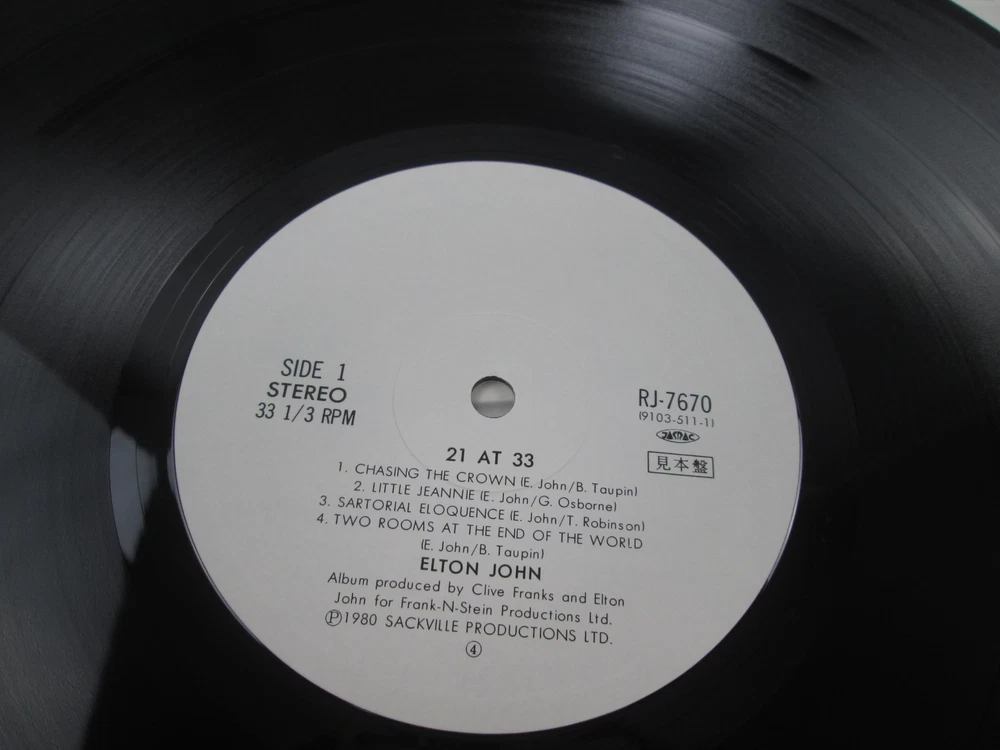 SIDE 1
STEREO
33 1/3 RPM
RJ-7670
(9103-511-1)
JASRAC
見本盤
21 AT 33
1. CHASING THE CROWN (E. John/B. Taupin)
2. LITTLE JEANNIE (E. John/G. Osborne)
3. SARTORIAL ELOQUENCE (E. John/T. Robinson)
4. TWO ROOMS AT THE END OF THE WORLD
(E. John/B. Taupin)
ELTON JOHN
Album produced by Clive Franks and Elton
John for Frank-N-Stein Productions Ltd.
Ⓟ1980 SACKVILLE PRODUCTIONS LTD.
④